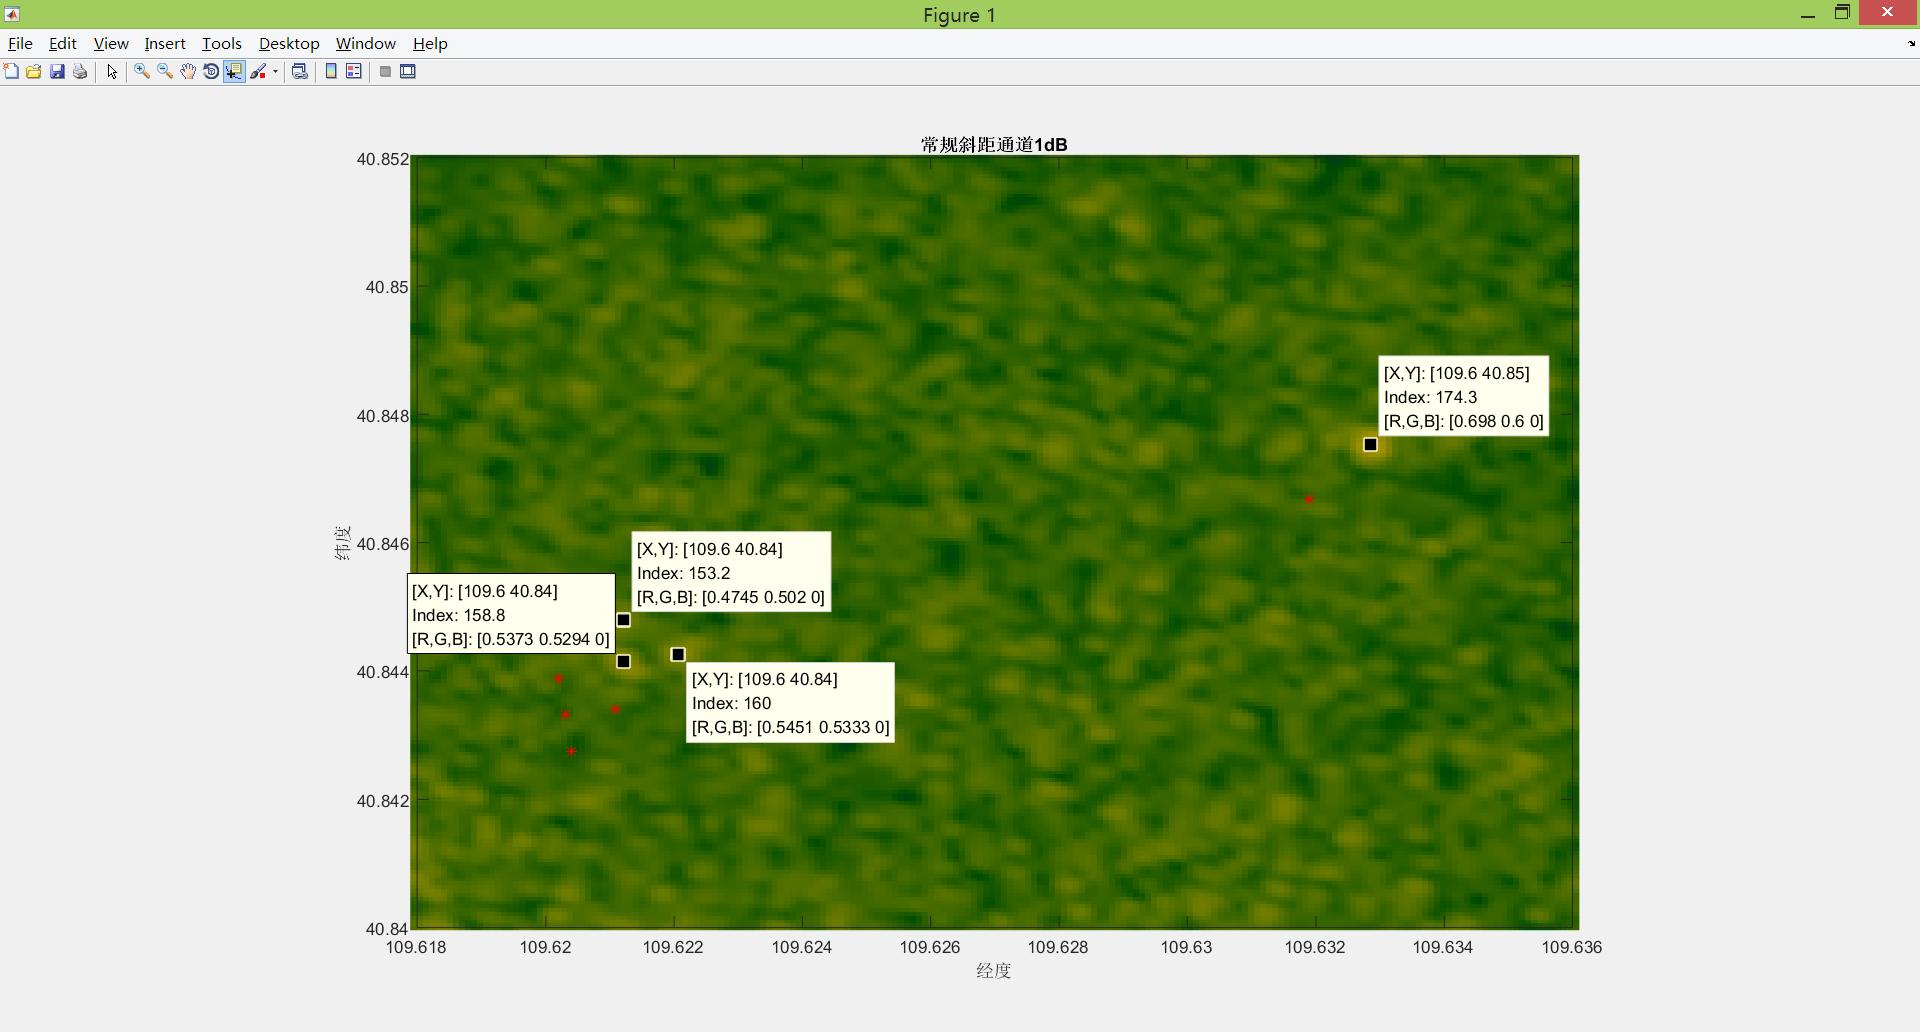 Figure 1
File Edit View Insert Tools Desktop Window Help
常规斜距通道1dB
40.852
40.85
40.848
40.846
40.844
40.842
40.84
纬度
[X,Y]: [109.6 40.85]
Index: 174.3
[R,G,B]: [0.698 0.6 0]
[X,Y]: [109.6 40.84]
Index: 153.2
[R,G,B]: [0.4745 0.502 0]
[X,Y]: [109.6 40.84]
Index: 158.8
[R,G,B]: [0.5373 0.5294 0]
[X,Y]: [109.6 40.84]
Index: 160
[R,G,B]: [0.5451 0.5333 0]
109.618 109.62 109.622 109.624 109.626 109.628 109.63 109.632 109.634 109.636
经度